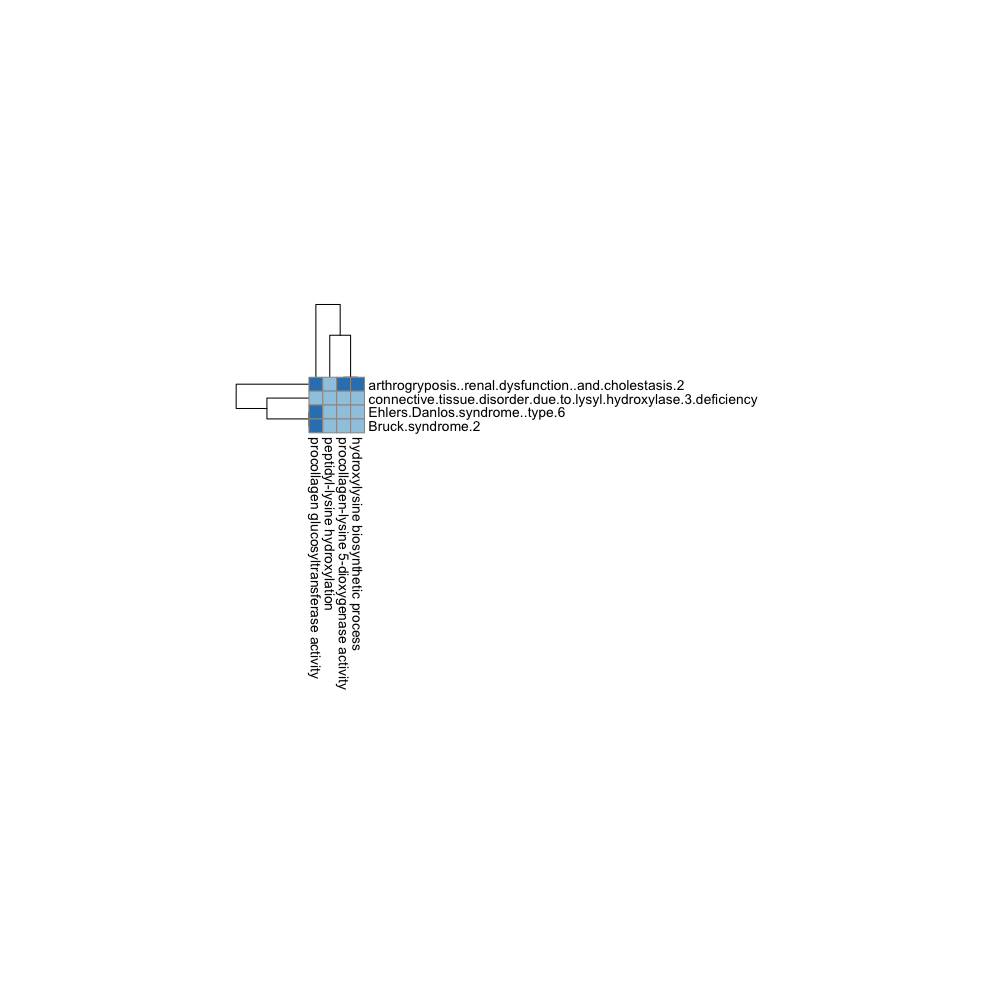 arthrogryposis..renal.dysfunction..and.cholestasis.2
connective.tissue.disorder.due.to.lysyl.hydroxylase.3.deficiency
Ehlers.Danlos.syndrome..type.6
Bruck.syndrome.2
procollagen glucosyltransferase activity
peptidyl-lysine hydroxylation
procollagen-lysine 5-dioxygenase activity
hydroxylysine biosynthetic process